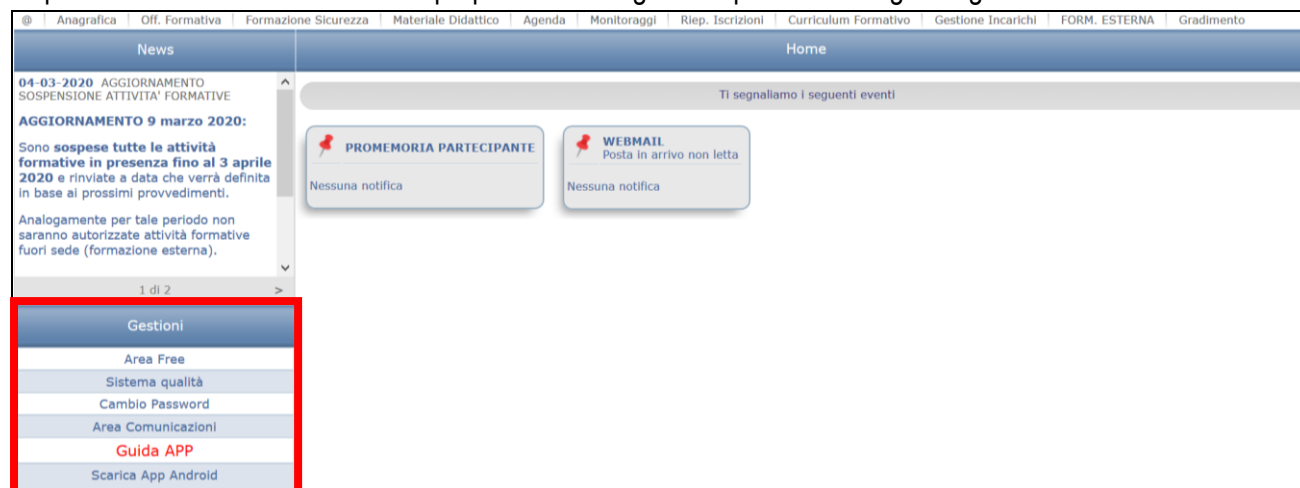 @ Anagrafica Off. Formativa Formazione Sicurezza Materiale Didattico Agenda Monitoraggi Riep. Iscrizioni Curriculum Formativo Gestione Incarichi FORM. ESTERNA Gradimento
News
Home
04-03-2020 AGGIORNAMENTO
SOSPENSIONE ATTIVITA' FORMATIVE
AGGIORNAMENTO 9 marzo 2020:
Sono sospese tutte le attività
formative in presenza fino al 3 aprile
2020 e rinviate a data che verrà definita
in base ai prossimi provvedimenti.
Analogamente per tale periodo non
saranno autorizzate attività formative
fuori sede (formazione esterna).
1 di 2 >
Ti segnaliamo i seguenti eventi
PROMEMORIA PARTECIPANTE
Nessuna notifica
WEBMAIL
Posta in arrivo non letta
Nessuna notifica
Gestioni
Area Free
Sistema qualità
Cambio Password
Area Comunicazioni
Guida APP
Scarica App Android